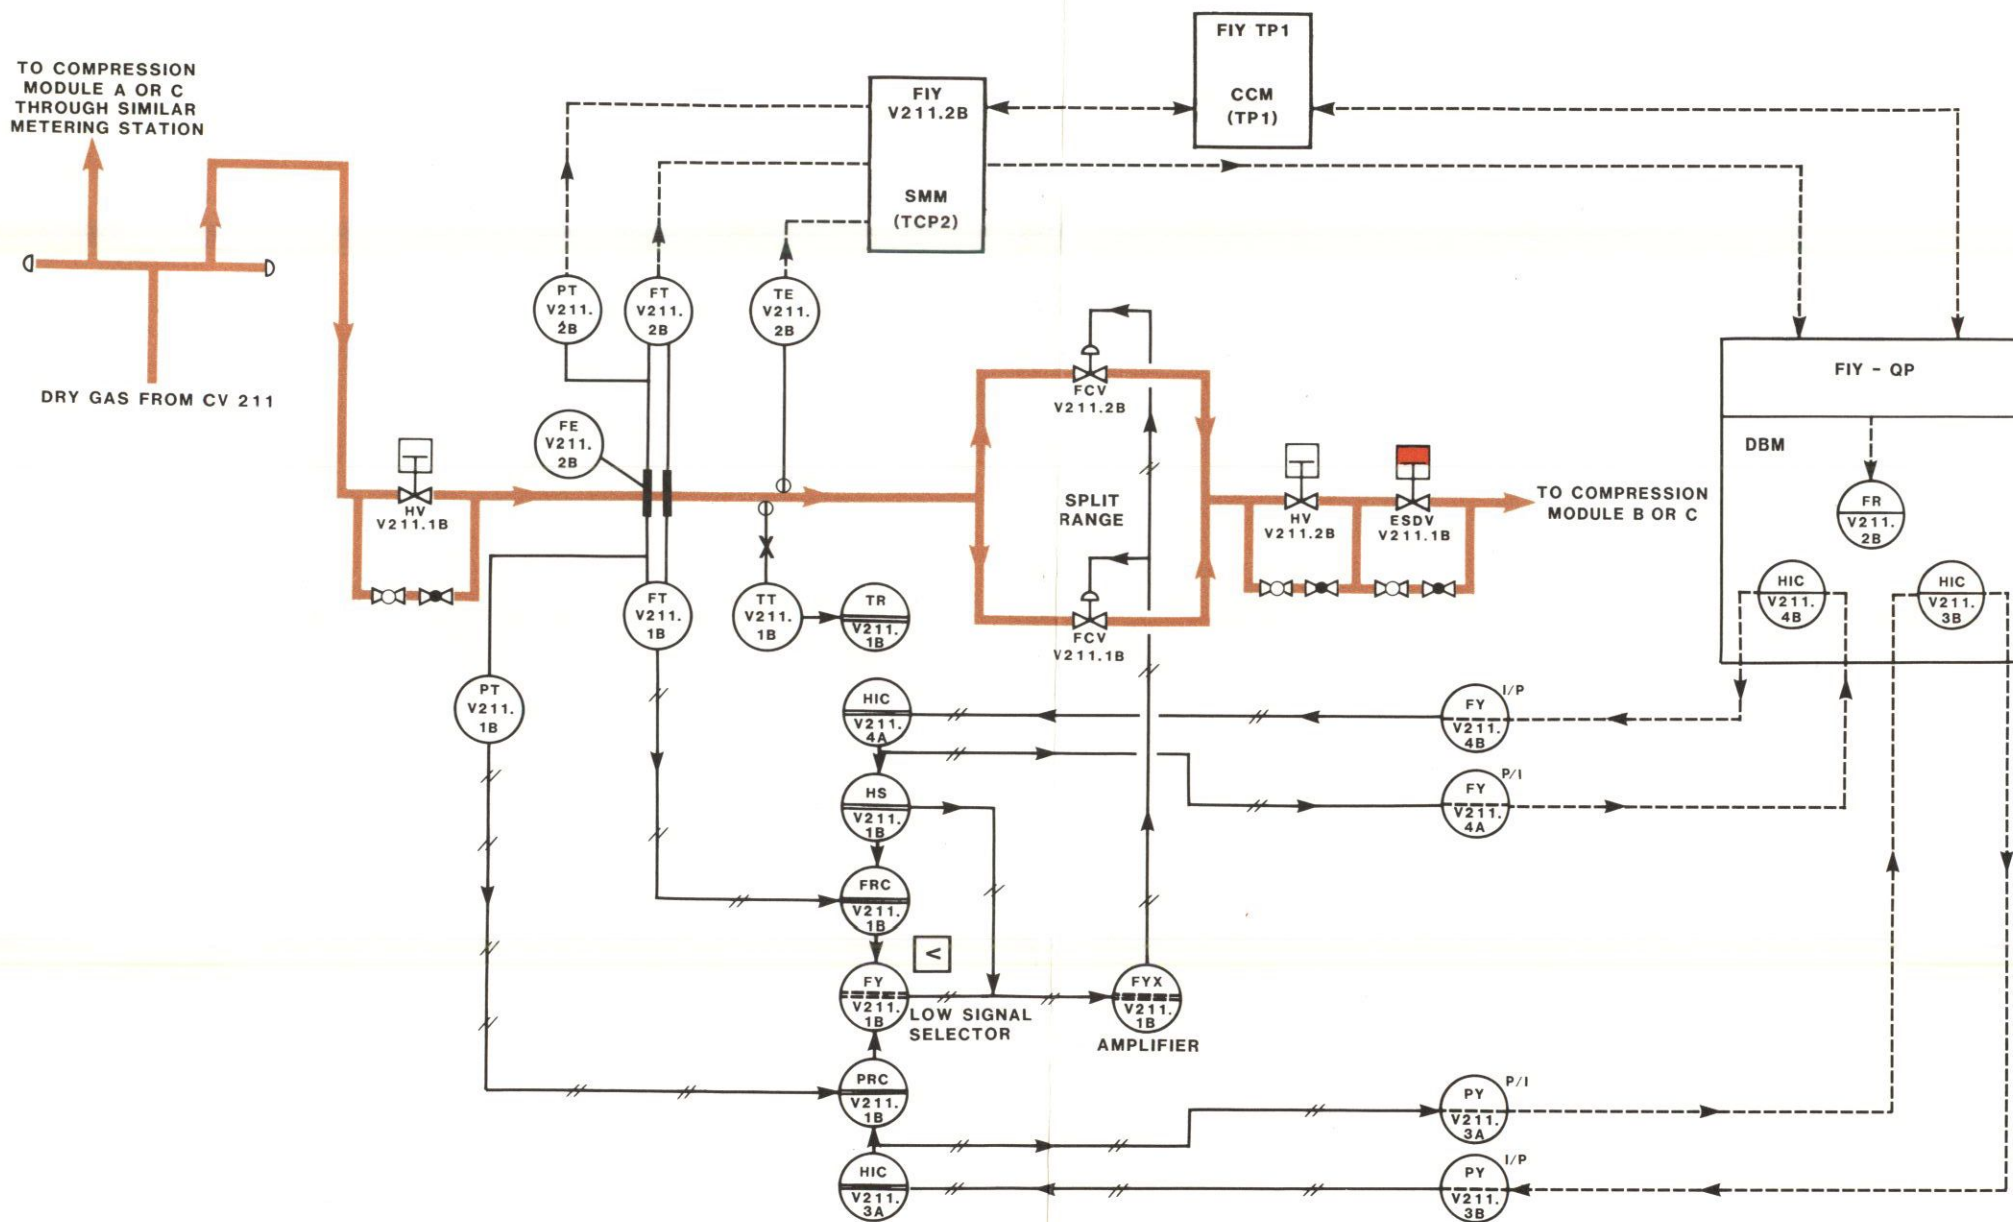 TO COMPRESSION
MODULE A OR C
THROUGH SIMILAR
METERING STATION
DRY GAS FROM CV 211
FIY
V211.2B
SMM
(TCP2)
FIY TP1
CCM
(TP1)
PT
V211.
2B
FT
V211.
2B
TE
V211.
2B
FE
V211.
2B
HV
V211.1B
FCV
V211.2B
SPLIT
RANGE
FCV
V211.1B
HV
V211.2B
ESDV
V211.1B
TO COMPRESSION
MODULE B OR C
FIY - QP
DBM
FR
V211.
2B
HIC
V211.
4B
HIC
V211.
3B
FT
V211.
1B
TT
V211.
1B
TR
V211.
1B
PT
V211.
1B
HIC
V211.
4A
I/P
FY
V211.
4B
HS
V211.
1B
P/I
FY
V211.
4A
FRC
V211.
1B
<
FY
V211.
1B
LOW SIGNAL
SELECTOR
FYX
V211.
1B
AMPLIFIER
PRC
V211.
1B
P/I
PY
V211.
3A
HIC
V211.
3A
I/P
PY
V211.
3B